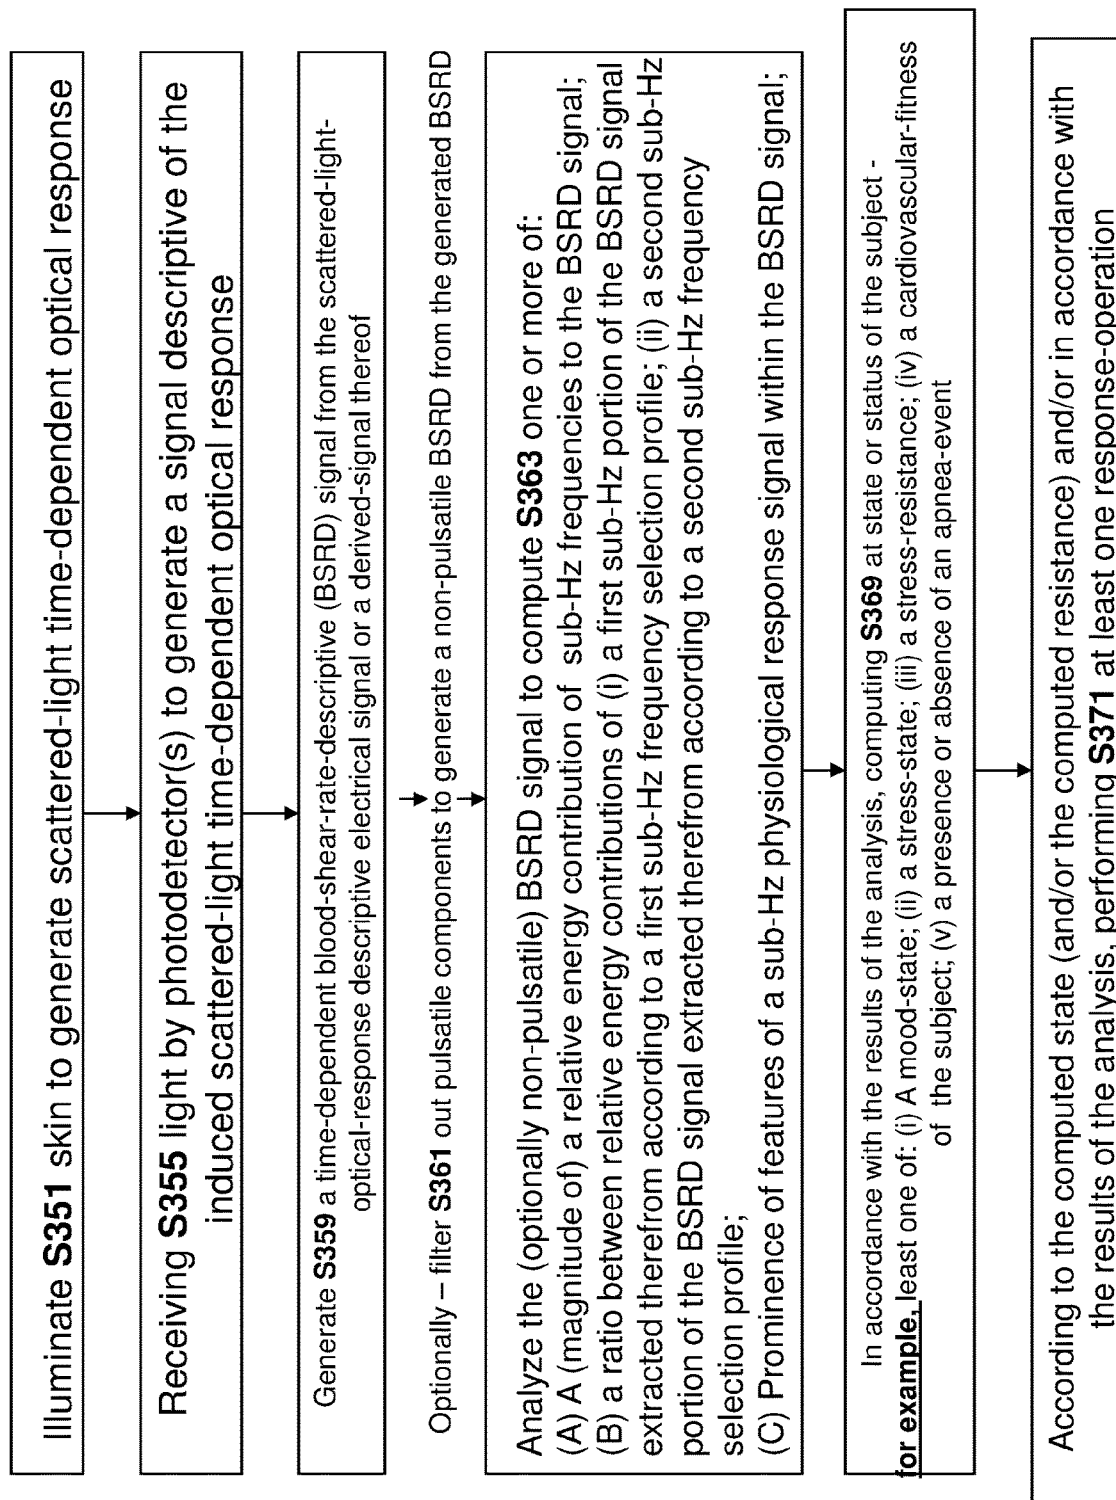 Illuminate S351 skin to generate scattered-light time-dependent optical response
Receiving S355 light by photodetector(s) to generate a signal descriptive of the
induced scattered-light time-dependent optical response
Generate S359 a time-dependent blood-shear-rate-descriptive (BSRD) signal from the scattered-light-
optical-response descriptive electrical signal or a derived-signal thereof
Optionally – filter S361 out pulsatile components to generate a non-pulsatile BSRD from the generated BSRD
Analyze the (optionally non-pulsatile) BSRD signal to compute S363 one or more of:
(A) A (magnitude of) a relative energy contribution of sub-Hz frequencies to the BSRD signal;
(B) a ratio between relative energy contributions of (i) a first sub-Hz portion of the BSRD signal
extracted therefrom according to a first sub-Hz frequency selection profile; (ii) a second sub-Hz
portion of the BSRD signal extracted therefrom according to a second sub-Hz frequency
selection profile;
(C) Prominence of features of a sub-Hz physiological response signal within the BSRD signal;
In accordance with the results of the analysis, computing S369 at state or status of the subject -
for example, least one of: (i) A mood-state; (ii) a stress-state; (iii) a stress-resistance; (iv) a cardiovascular-fitness
of the subject; (v) a presence or absence of an apnea-event
According to the computed state (and/or the computed resistance) and/or in accordance with
the results of the analysis, performing S371 at least one response-operation